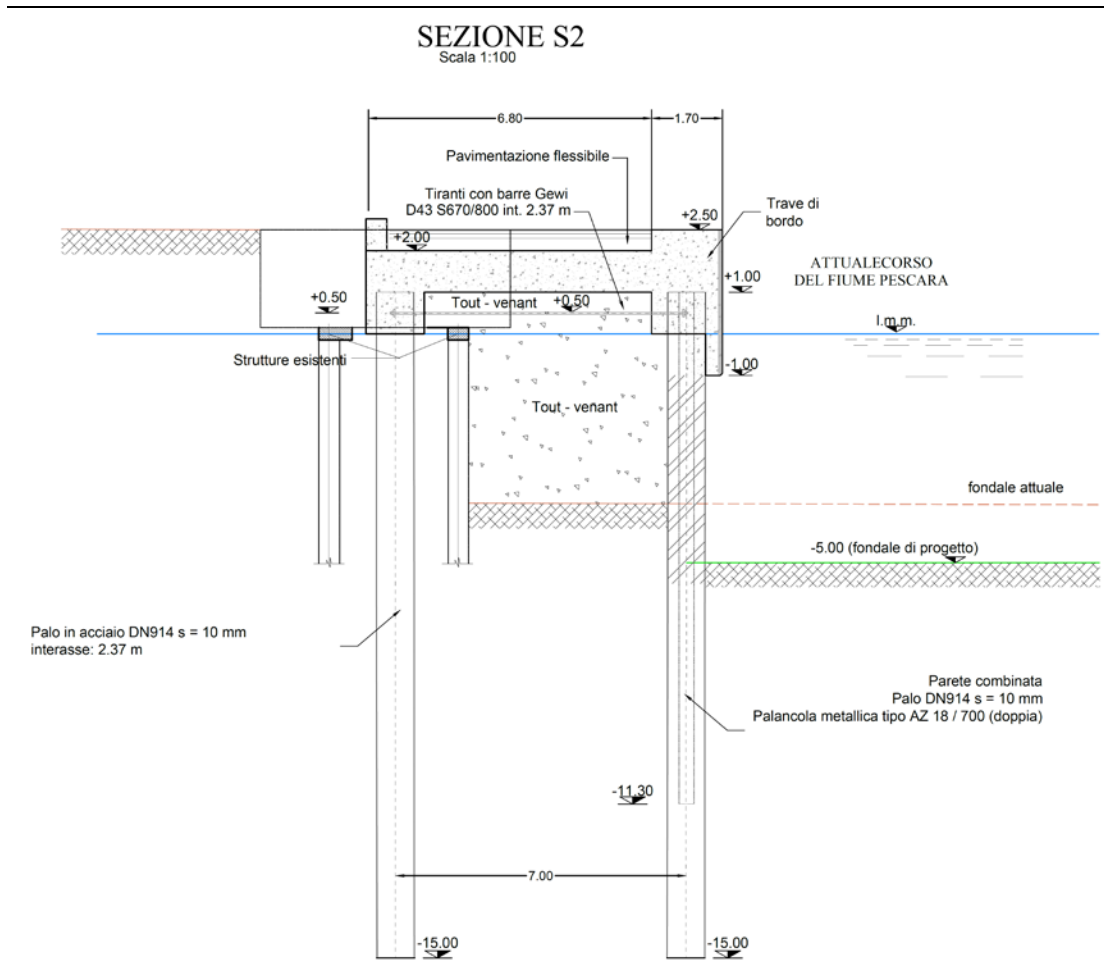 SEZIONE S2
Scala 1:100
6.80
1.70
Pavimentazione flessibile
Tiranti con barre Gewi
D43 S670/800 int. 2.37 m
Trave di
bordo
+2.50
+2.00
ATTUALECORSO
DEL FIUME PESCARA
+1.00
+0.50
Tout - venant
+0.50
l.m.m.
Strutture esistenti
-1.00
Tout - venant
fondale attuale
-5.00 (fondale di progetto)
Palo in acciaio DN914 s = 10 mm
interasse: 2.37 m
Parete combinata
Palo DN914 s = 10 mm
Palancola metallica tipo AZ 18 / 700 (doppia)
-11.30
7.00
-15.00
-15.00